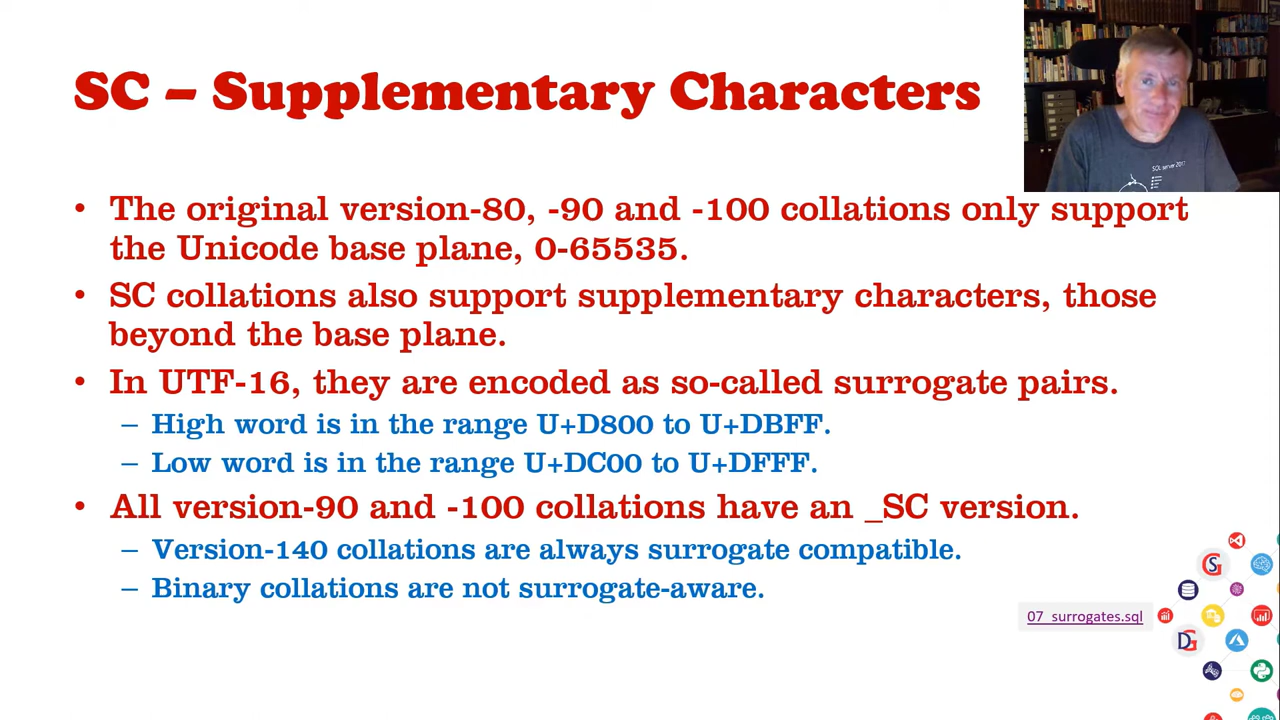 SC – Supplementary Characters
SQL server 2017
• The original version-80, -90 and -100 collations only support
the Unicode base plane, 0-65535.
• SC collations also support supplementary characters, those
beyond the base plane.
• In UTF-16, they are encoded as so-called surrogate pairs.
– High word is in the range U+D800 to U+DBFF.
– Low word is in the range U+DC00 to U+DFFF.
• All version-90 and -100 collations have an _SC version.
– Version-140 collations are always surrogate compatible.
– Binary collations are not surrogate-aware.
07_surrogates.sql